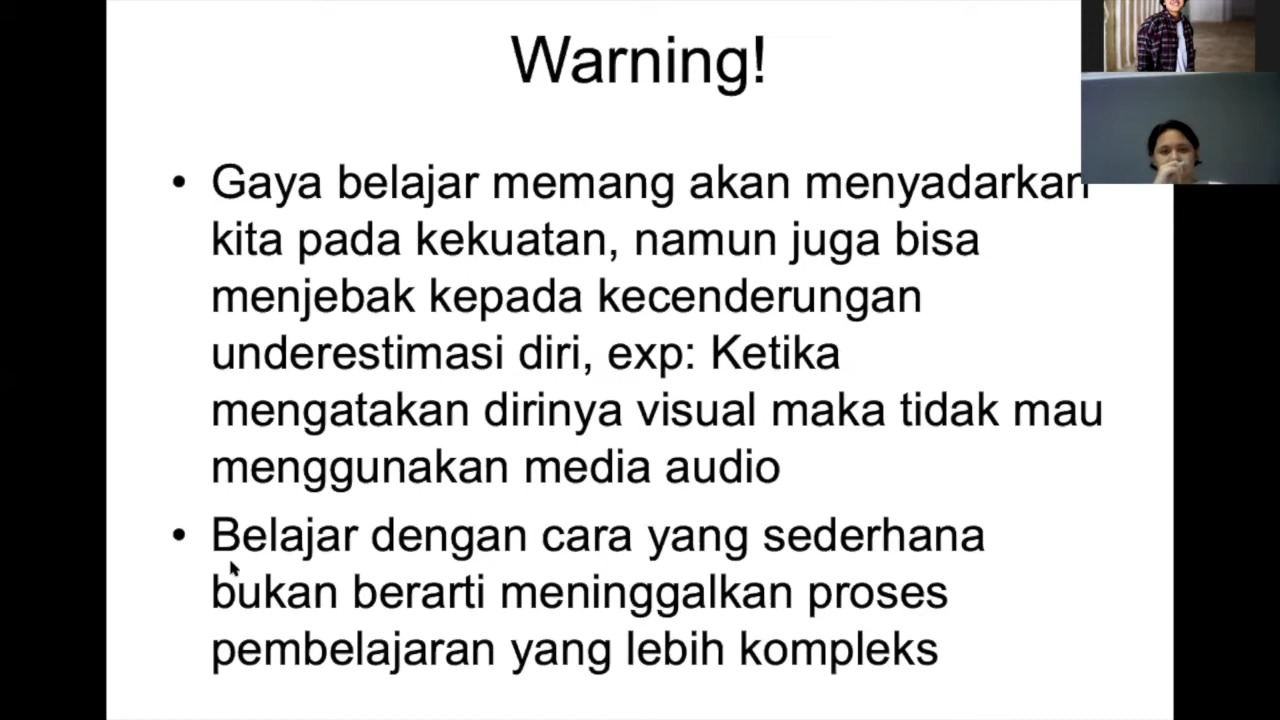 Warning!
• Gaya belajar memang akan menyadarkan
kita pada kekuatan, namun juga bisa
menjebak kepada kecenderungan
underestimasi diri, exp: Ketika
mengatakan dirinya visual maka tidak mau
menggunakan media audio
• Belajar dengan cara yang sederhana
bukan berarti meninggalkan proses
pembelajaran yang lebih kompleks